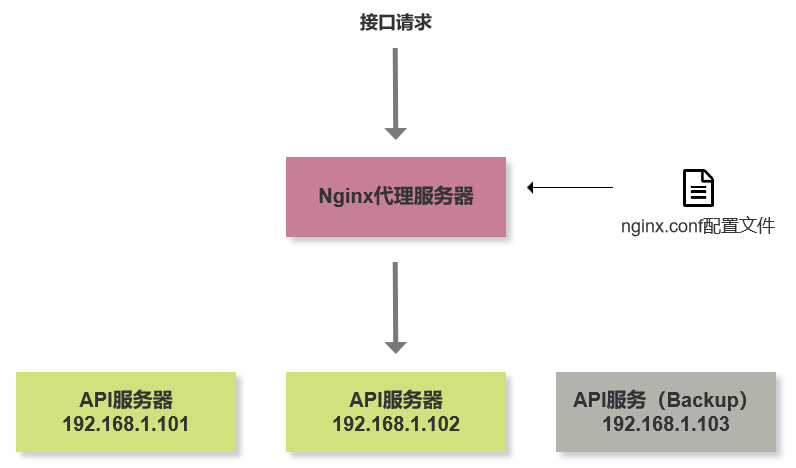 接口请求
Nginx代理服务器
nginx.conf配置文件
API服务器
192.168.1.101
API服务器
192.168.1.102
API服务（Backup）
192.168.1.103